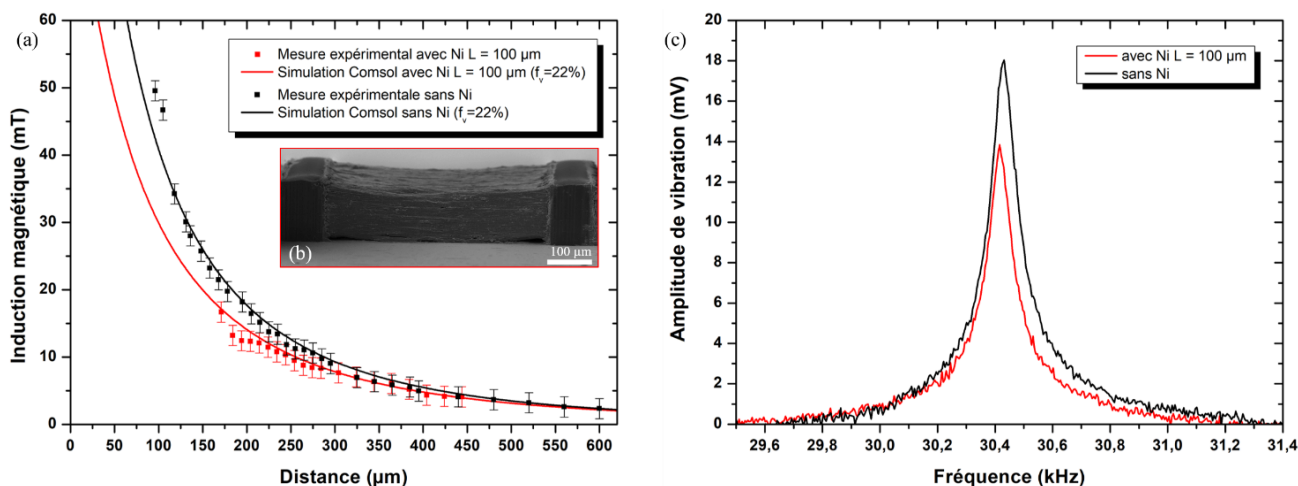 (a)
Mesure expérimental avec Ni L = 100 µm
Simulation Comsol avec Ni L = 100 µm (fv=22%)
Mesure expérimentale sans Ni
Simulation Comsol sans Ni (fv=22%)
(b)
100 µm
Induction magnétique (mT)
60
50
40
30
20
10
0
0 50 100 150 200 250 300 350 400 450 500 550 600
Distance (µm)
(c)
avec Ni L = 100 µm
sans Ni
Amplitude de vibration (mV)
20
18
16
14
12
10
8
6
4
2
0
29,6 29,8 30,0 30,2 30,4 30,6 30,8 31,0 31,2 31,4
Fréquence (kHz)